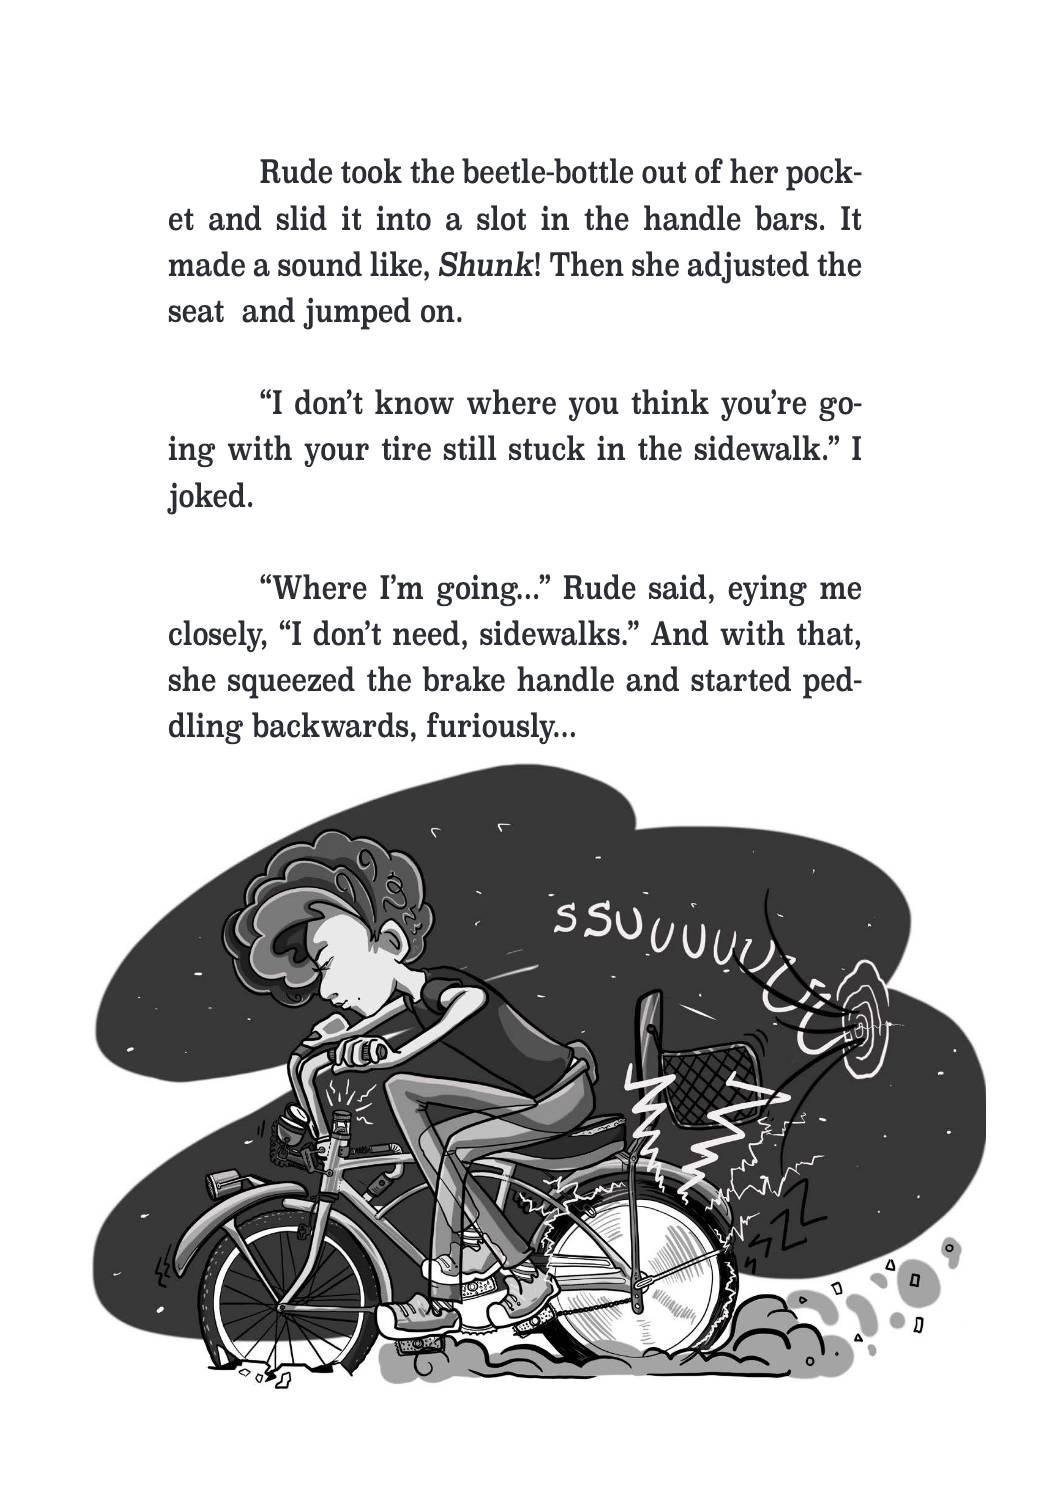 Rude took the beetle-bottle out of her pock-
et and slid it into a slot in the handle bars. It
made a sound like, Shunk! Then she adjusted the
seat  and jumped on.
“I don’t know where you think you’re go-
ing with your tire still stuck in the sidewalk.” I
joked.
“Where I’m going...” Rude said, eying me
closely, “I don’t need, sidewalks.” And with that,
she squeezed the brake handle and started ped-
dling backwards, furiously...
SSUUUUUUUU
ZZZ